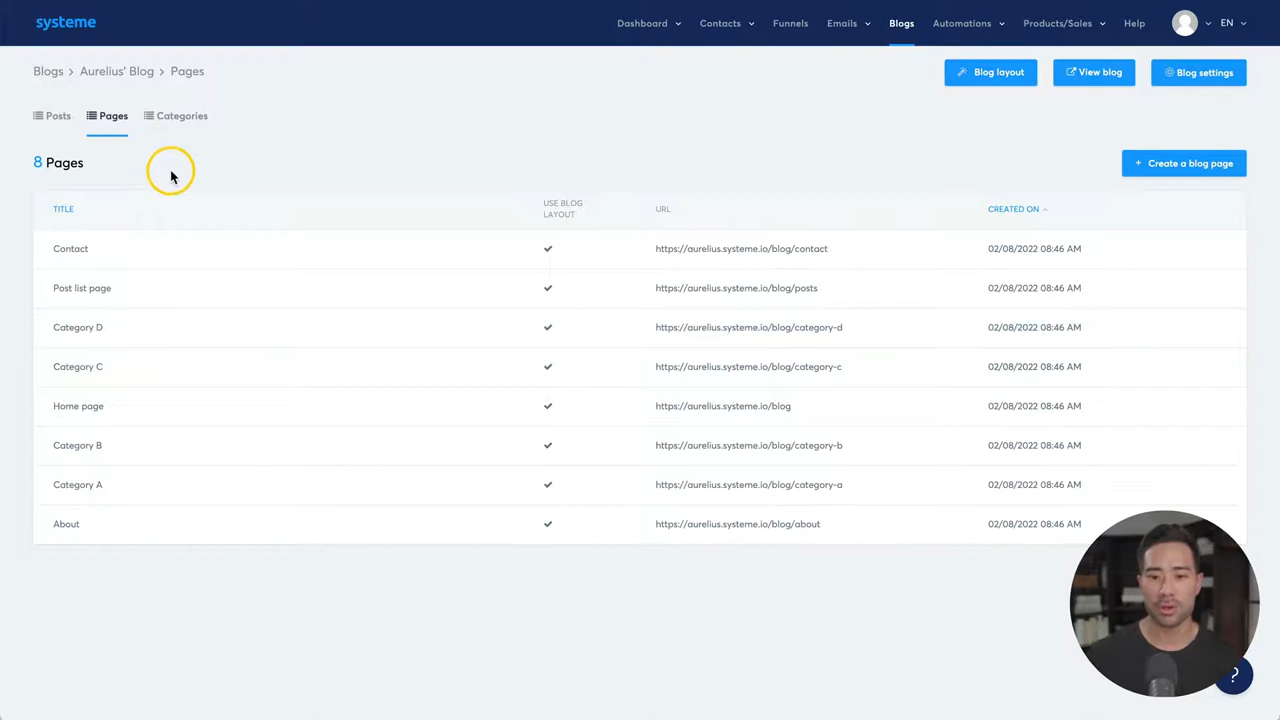 systeme
Dashboard Contacts Funnels Emails Blogs Automations Products/Sales Help EN
Blogs > Aurelius' Blog > Pages
Blog layout View blog Blog settings
Posts Pages Categories
8 Pages
+ Create a blog page
TITLE USE BLOG LAYOUT URL CREATED ON
Contact https://aurelius.systeme.io/blog/contact 02/08/2022 08:46 AM
Post list page https://aurelius.systeme.io/blog/posts 02/08/2022 08:46 AM
Category D https://aurelius.systeme.io/blog/category-d 02/08/2022 08:46 AM
Category C https://aurelius.systeme.io/blog/category-c 02/08/2022 08:46 AM
Home page https://aurelius.systeme.io/blog 02/08/2022 08:46 AM
Category B https://aurelius.systeme.io/blog/category-b 02/08/2022 08:46 AM
Category A https://aurelius.systeme.io/blog/category-a 02/08/2022 08:46 AM
About https://aurelius.systeme.io/blog/about 02/08/2022 08:46 AM
?